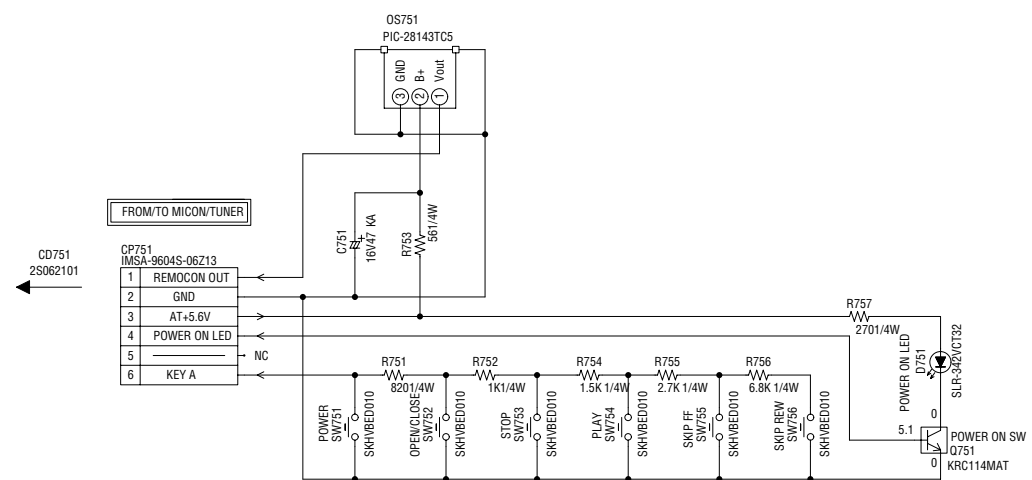 OS751
PIC-28143TC5
GND
B+
Vout
3
2
1
C751
16V47 KA
R753
561/4W
FROM/TO MICON/TUNER
CD751
2S062101
CP751
IMSA-9604S-06Z13
1 REMOCON OUT
2 GND
3 AT+5.6V
4 POWER ON LED
5 NC
6 KEY A
R751
8201/4W
R752
1K1/4W
R754
1.5K 1/4W
R755
2.7K 1/4W
R756
6.8K 1/4W
R757
2701/4W
POWER ON LED
D751
SLR-342VCT32
POWER
SW751
SKHVBED010
OPEN/CLOSE
SW752
SKHVBED010
STOP
SW753
SKHVBED010
PLAY
SW754
SKHVBED010
SKIP FF
SW755
SKHVBED010
SKIP REW
SW756
SKHVBED010
0
5.1
0
POWER ON SW
Q751
KRC114MAT